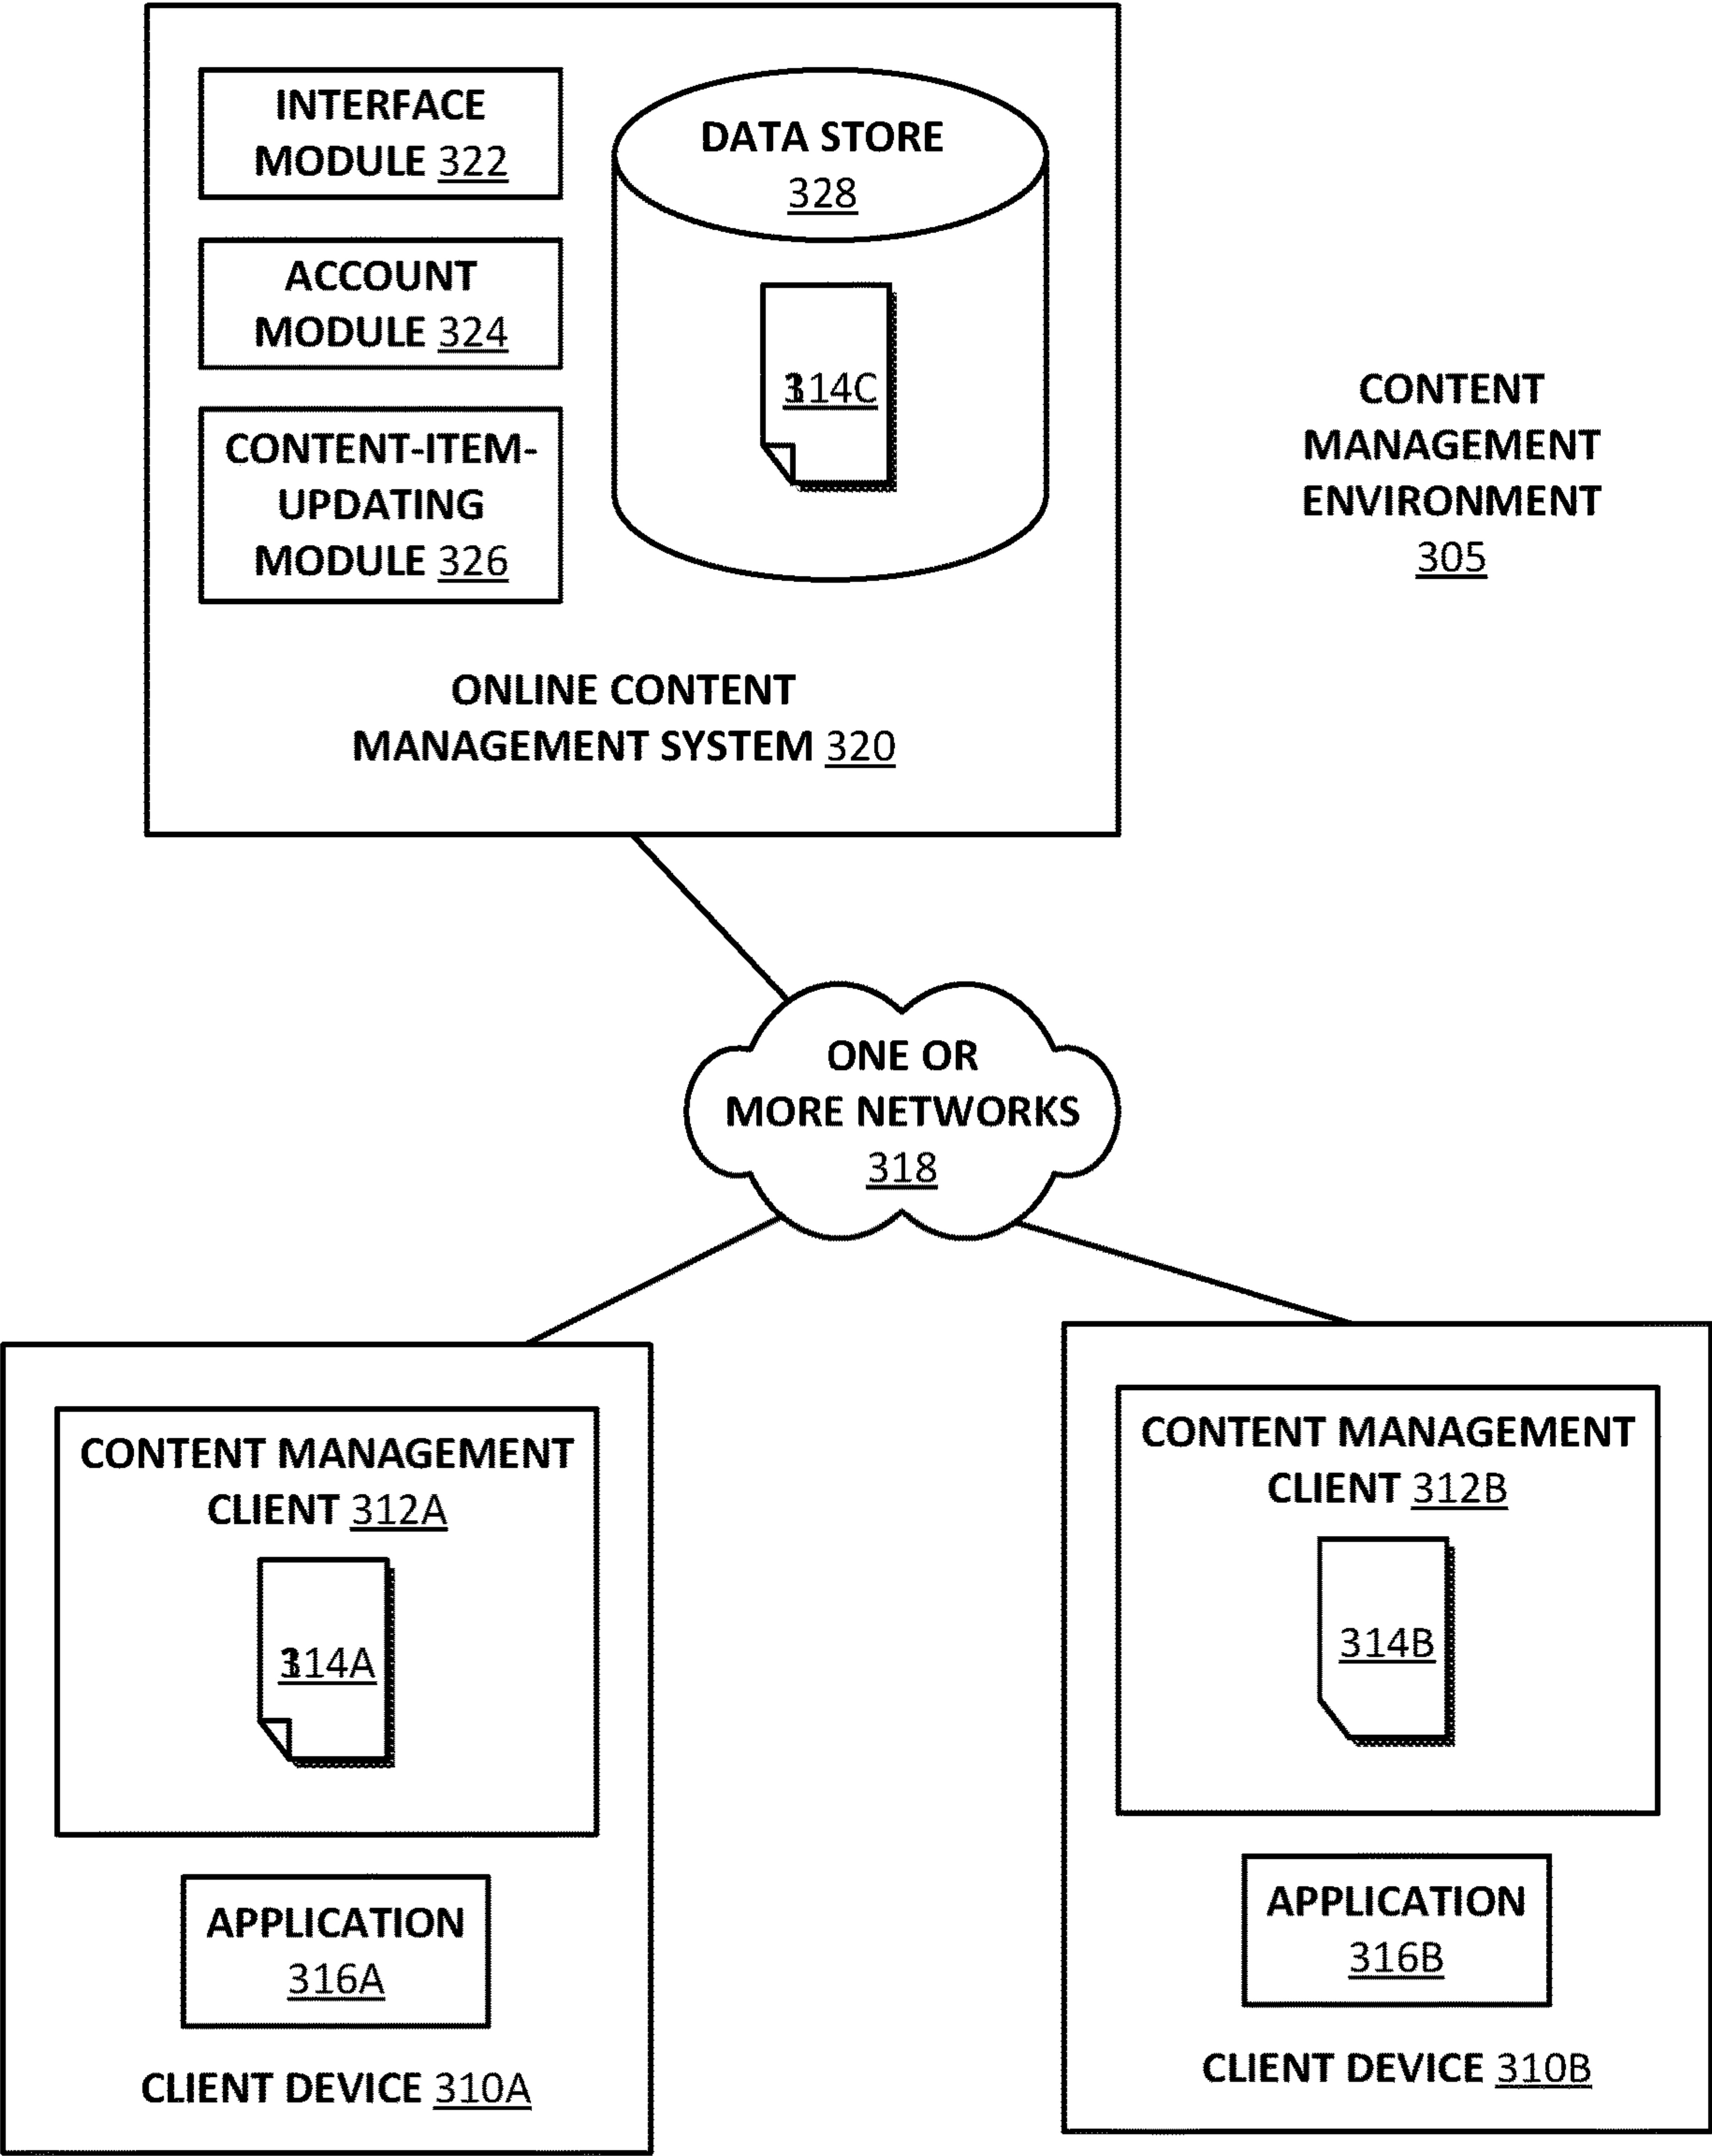 INTERFACE
MODULE 322
DATA STORE
328
ACCOUNT
MODULE 324
314C
CONTENT-ITEM-
UPDATING
MODULE 326
CONTENT
MANAGEMENT
ENVIRONMENT
305
ONLINE CONTENT
MANAGEMENT SYSTEM 320
ONE OR
MORE NETWORKS
318
CONTENT MANAGEMENT
CLIENT 312A
314A
APPLICATION
316A
CLIENT DEVICE 310A
CONTENT MANAGEMENT
CLIENT 312B
314B
APPLICATION
316B
CLIENT DEVICE 310B